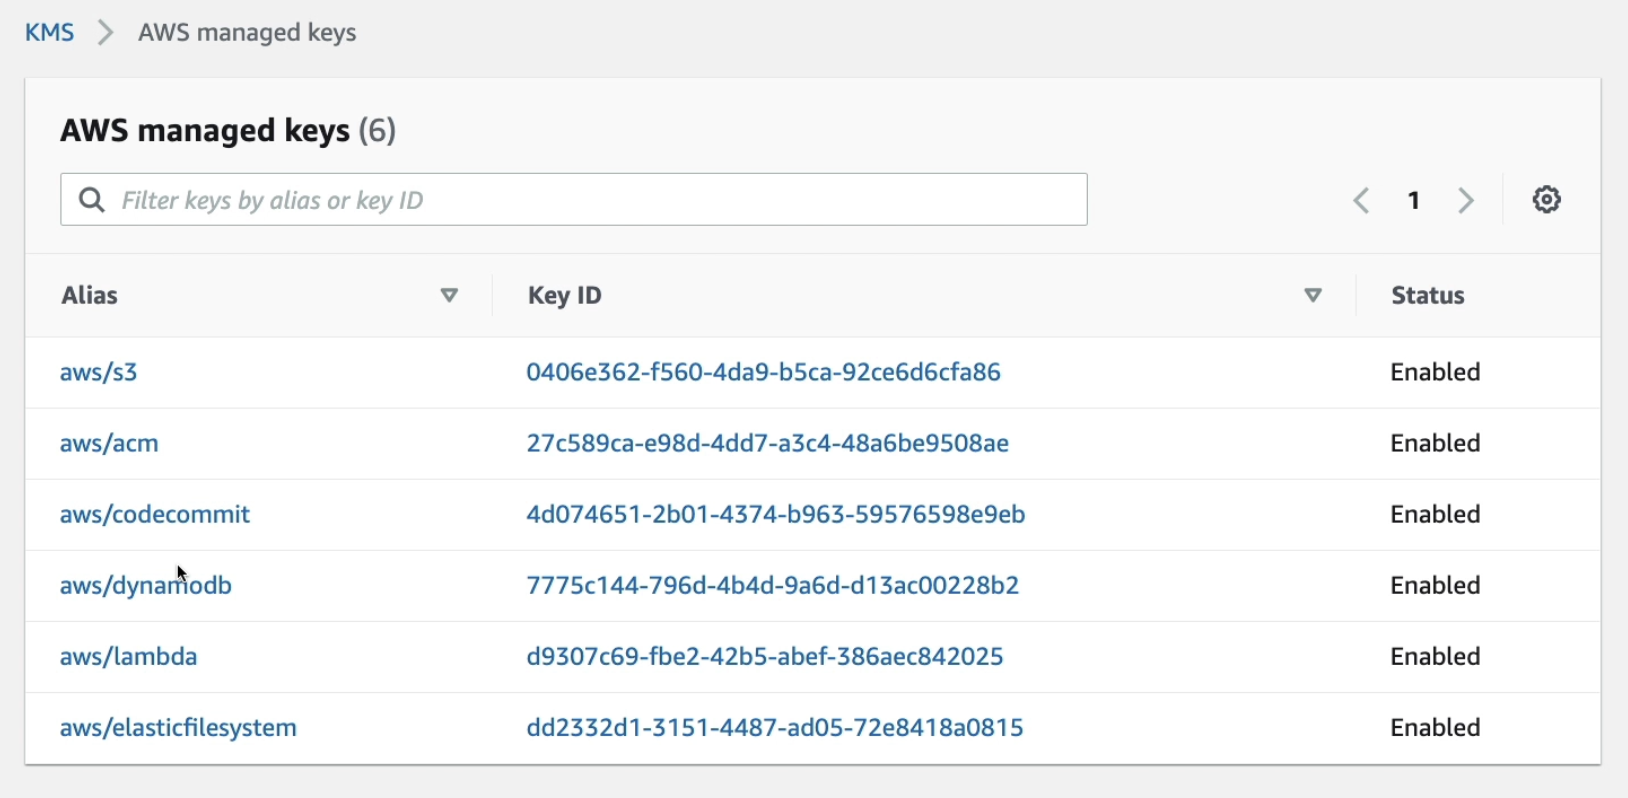 KMS > AWS managed keys
AWS managed keys (6)
Filter keys by alias or key ID
1
Alias Key ID Status
aws/s3 0406e362-f560-4da9-b5ca-92ce6d6cfa86 Enabled
aws/acm 27c589ca-e98d-4dd7-a3c4-48a6be9508ae Enabled
aws/codecommit 4d074651-2b01-4374-b963-59576598e9eb Enabled
aws/dynamodb 7775c144-796d-4b4d-9a6d-d13ac00228b2 Enabled
aws/lambda d9307c69-fbe2-42b5-abef-386aec842025 Enabled
aws/elasticfilesystem dd2332d1-3151-4487-ad05-72e8418a0815 Enabled